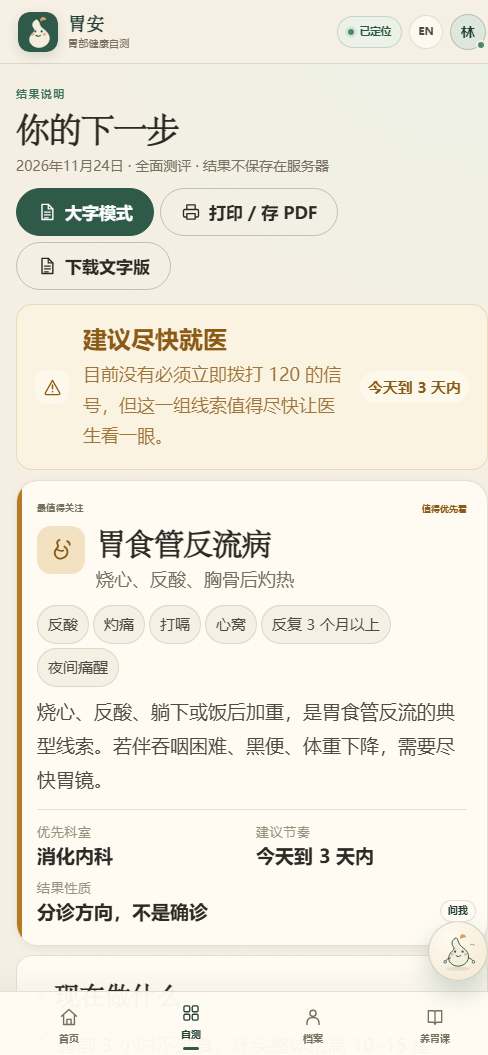 胃安
胃部健康自测
已定位
EN
林
结果说明
你的下一步
2026年11月24日 · 全面测评 · 结果不保存在服务器
大字模式
打印 / 存 PDF
下载文字版
建议尽快就医
目前没有必须立即拨打 120 的信
号，但这一组线索值得尽快让医
生看一眼。
今天到 3 天内
最值得关注
值得优先看
胃食管反流病
烧心、反酸、胸骨后灼热
反酸
灼痛
打嗝
心窝
反复 3 个月以上
夜间痛醒
烧心、反酸、躺下或饭后加重，是胃食管反流的典
型线索。若伴吞咽困难、黑便、体重下降，需要尽
快胃镜。
优先科室
消化内科
建议节奏
今天到 3 天内
结果性质
分诊方向，不是确诊
问我
现在做什么
首页
自测
档案
养胃课